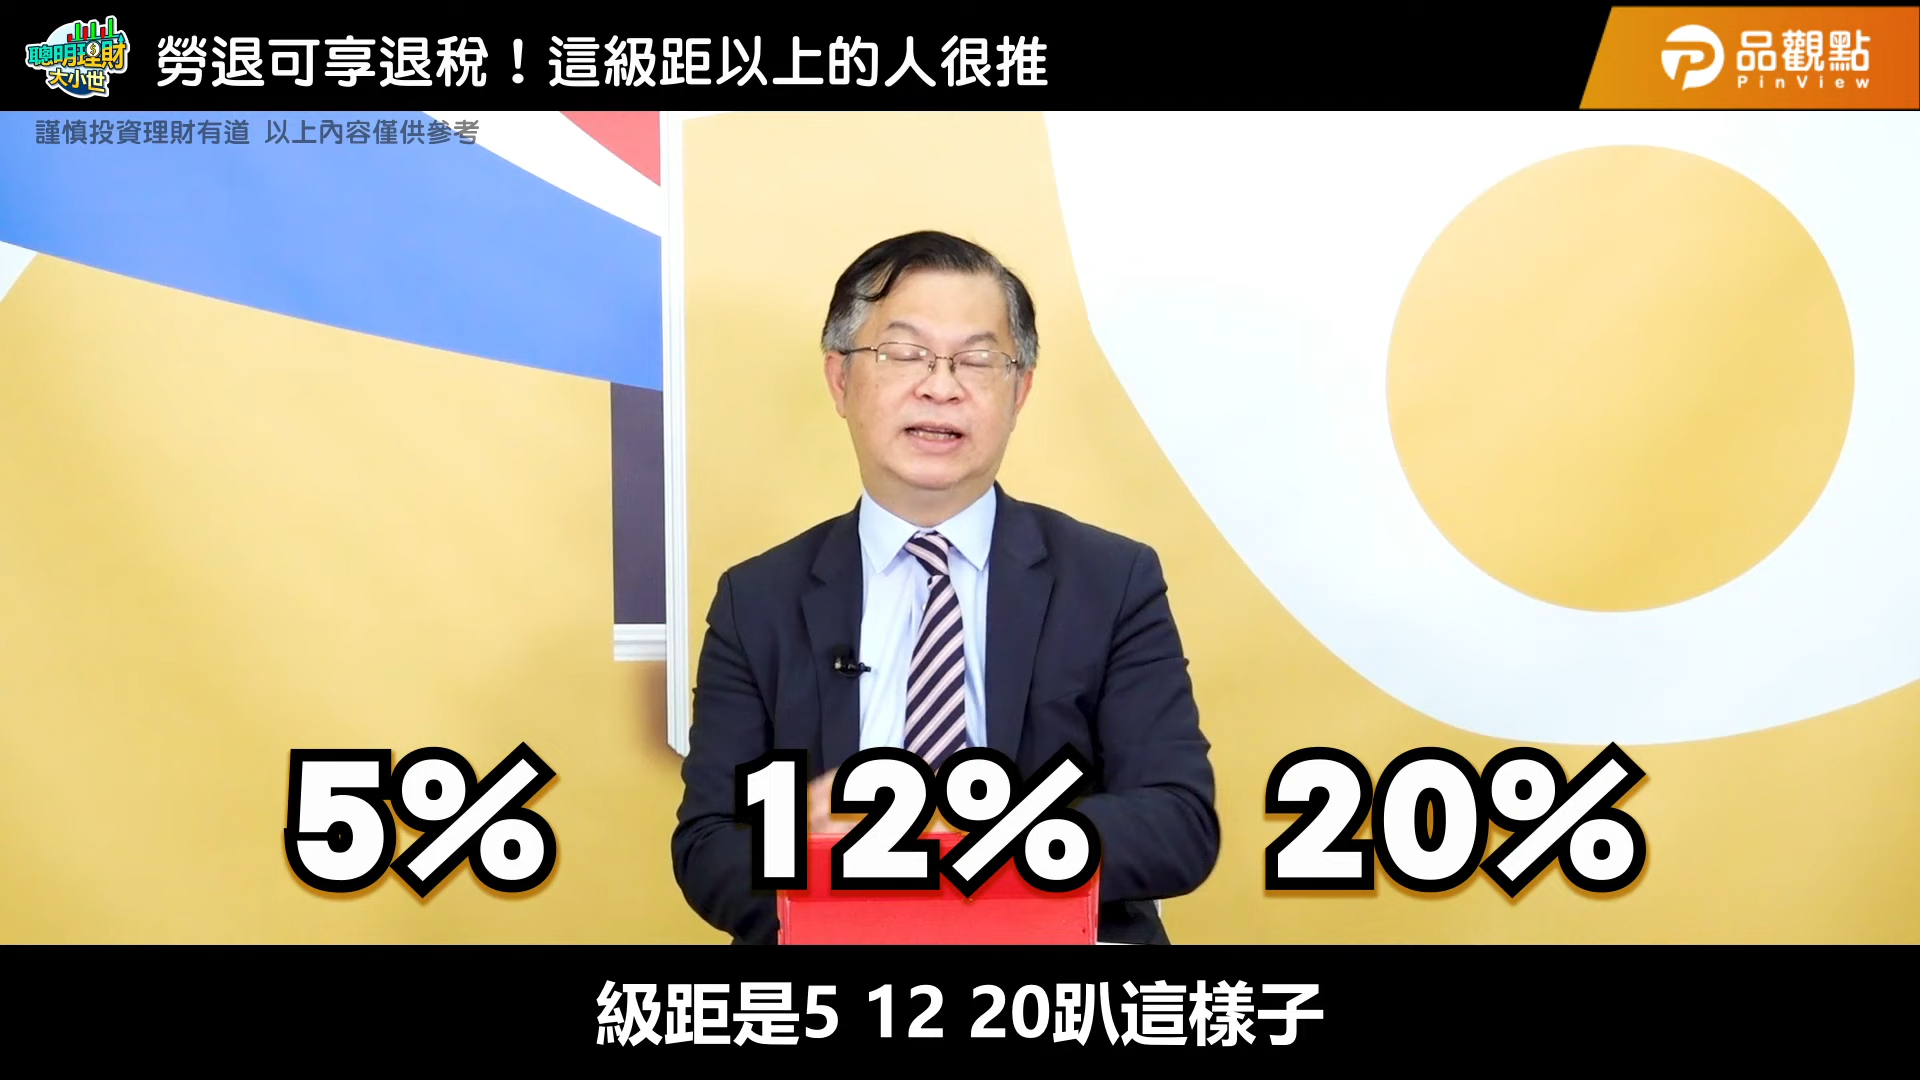 聰明理財
大小世
勞退可享退稅！這級距以上的人很推
品觀點
PinView
謹慎投資理財有道 以上內容僅供參考
5% 12% 20%
級距是5 12 20趴這樣子